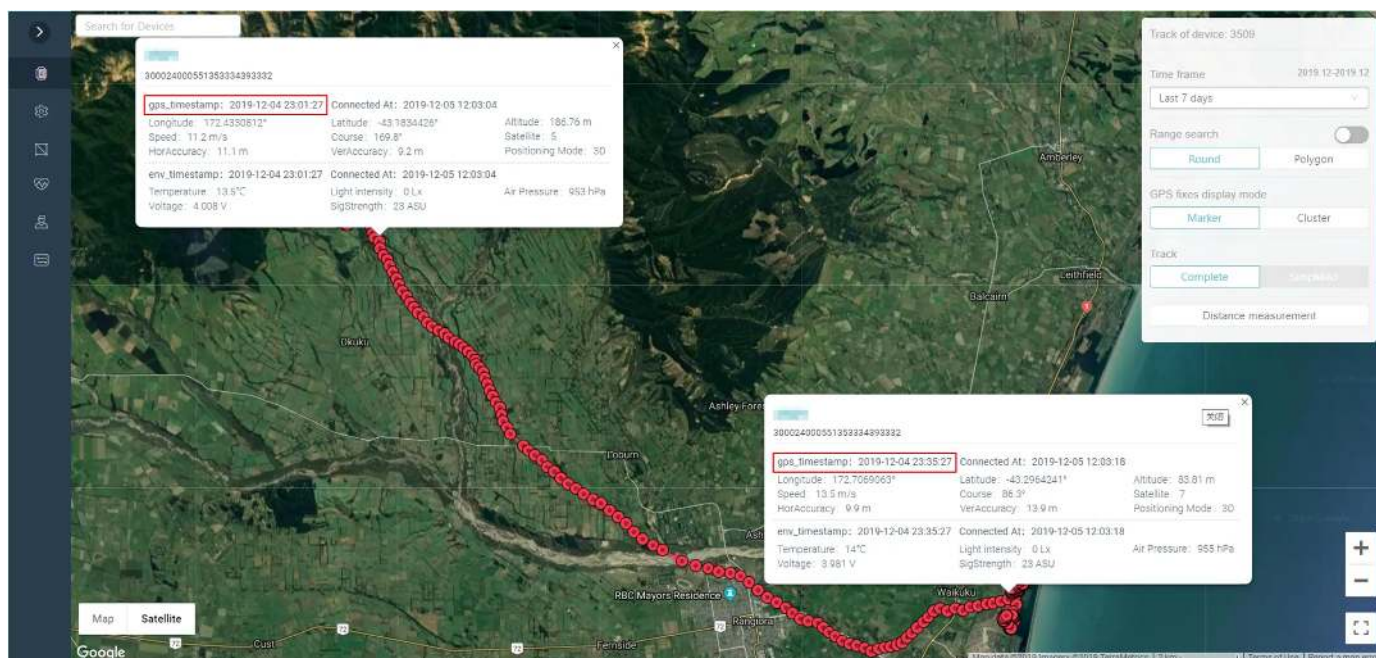 Search for Devices
300024000551353334393332
gps_timestamp: 2019-12-04 23:01:27 Connected At: 2019-12-05 12:03:04
Longitude: 172.4330812° Latitude: -43.1834426° Altitude: 186.76 m
Speed: 11.2 m/s Course: 169.8° Satellite: 5
HorAccuracy: 11.1 m VerAccuracy: 9.2 m Positioning Mode: 3D
env_timestamp: 2019-12-04 23:01:27 Connected At: 2019-12-05 12:03:04
Temperature: 13.5°C Light intensity: 0 Lx Air Pressure: 953 hPa
Voltage: 4.008 V SigStrength: 23 ASU
Track of device: 3509
Time frame 2019.12-2019.12
Last 7 days
Range search
Round Polygon
GPS fixes display mode
Marker Cluster
Track
Complete
Distance measurement
Amberley
Leithfield
Balcairn
1
Okuku
Loburn
关闭
300024000551353334393332
gps_timestamp: 2019-12-04 23:35:27 Connected At: 2019-12-05 12:03:18
Longitude: 172.7069063° Latitude: -43.2964241° Altitude: 83.81 m
Speed: 13.5 m/s Course: 86.3° Satellite: 7
HorAccuracy: 9.9 m VerAccuracy: 13.9 m Positioning Mode: 3D
env_timestamp: 2019-12-04 23:35:27 Connected At: 2019-12-05 12:03:18
Temperature: 14°C Light intensity: 0 Lx Air Pressure: 955 hPa
Voltage: 3.981 V SigStrength: 23 ASU
Waikuku
RBC Mayors Residence
Rangiora
Map Satellite
72
72
72
Cust
Fernside
Google